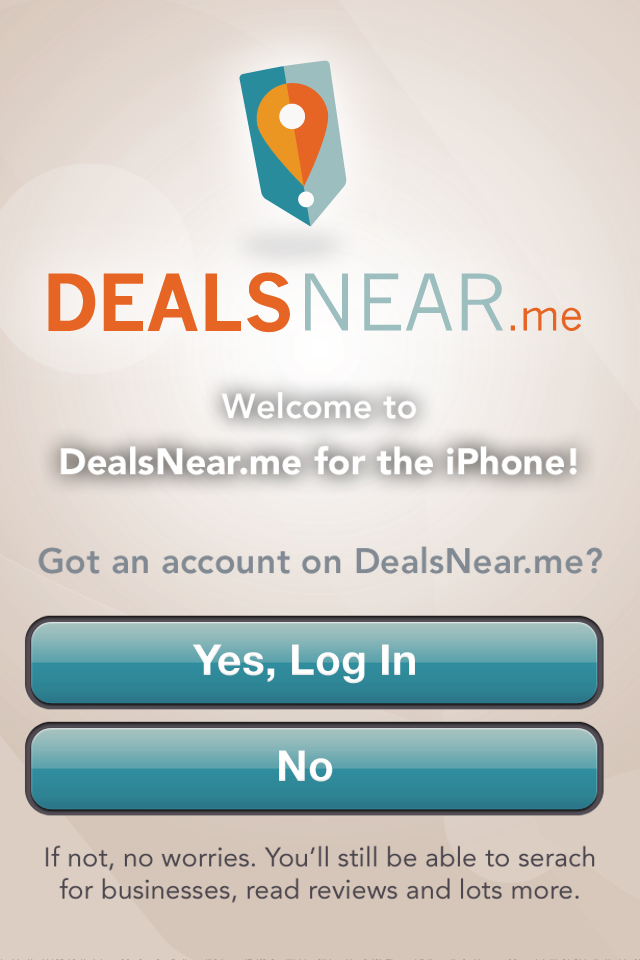 DEALSNEAR.me
Welcome to
DealsNear.me for the iPhone!
Got an account on DealsNear.me?
Yes, Log In
No
If not, no worries. You'll still be able to serach
for businesses, read reviews and lots more.